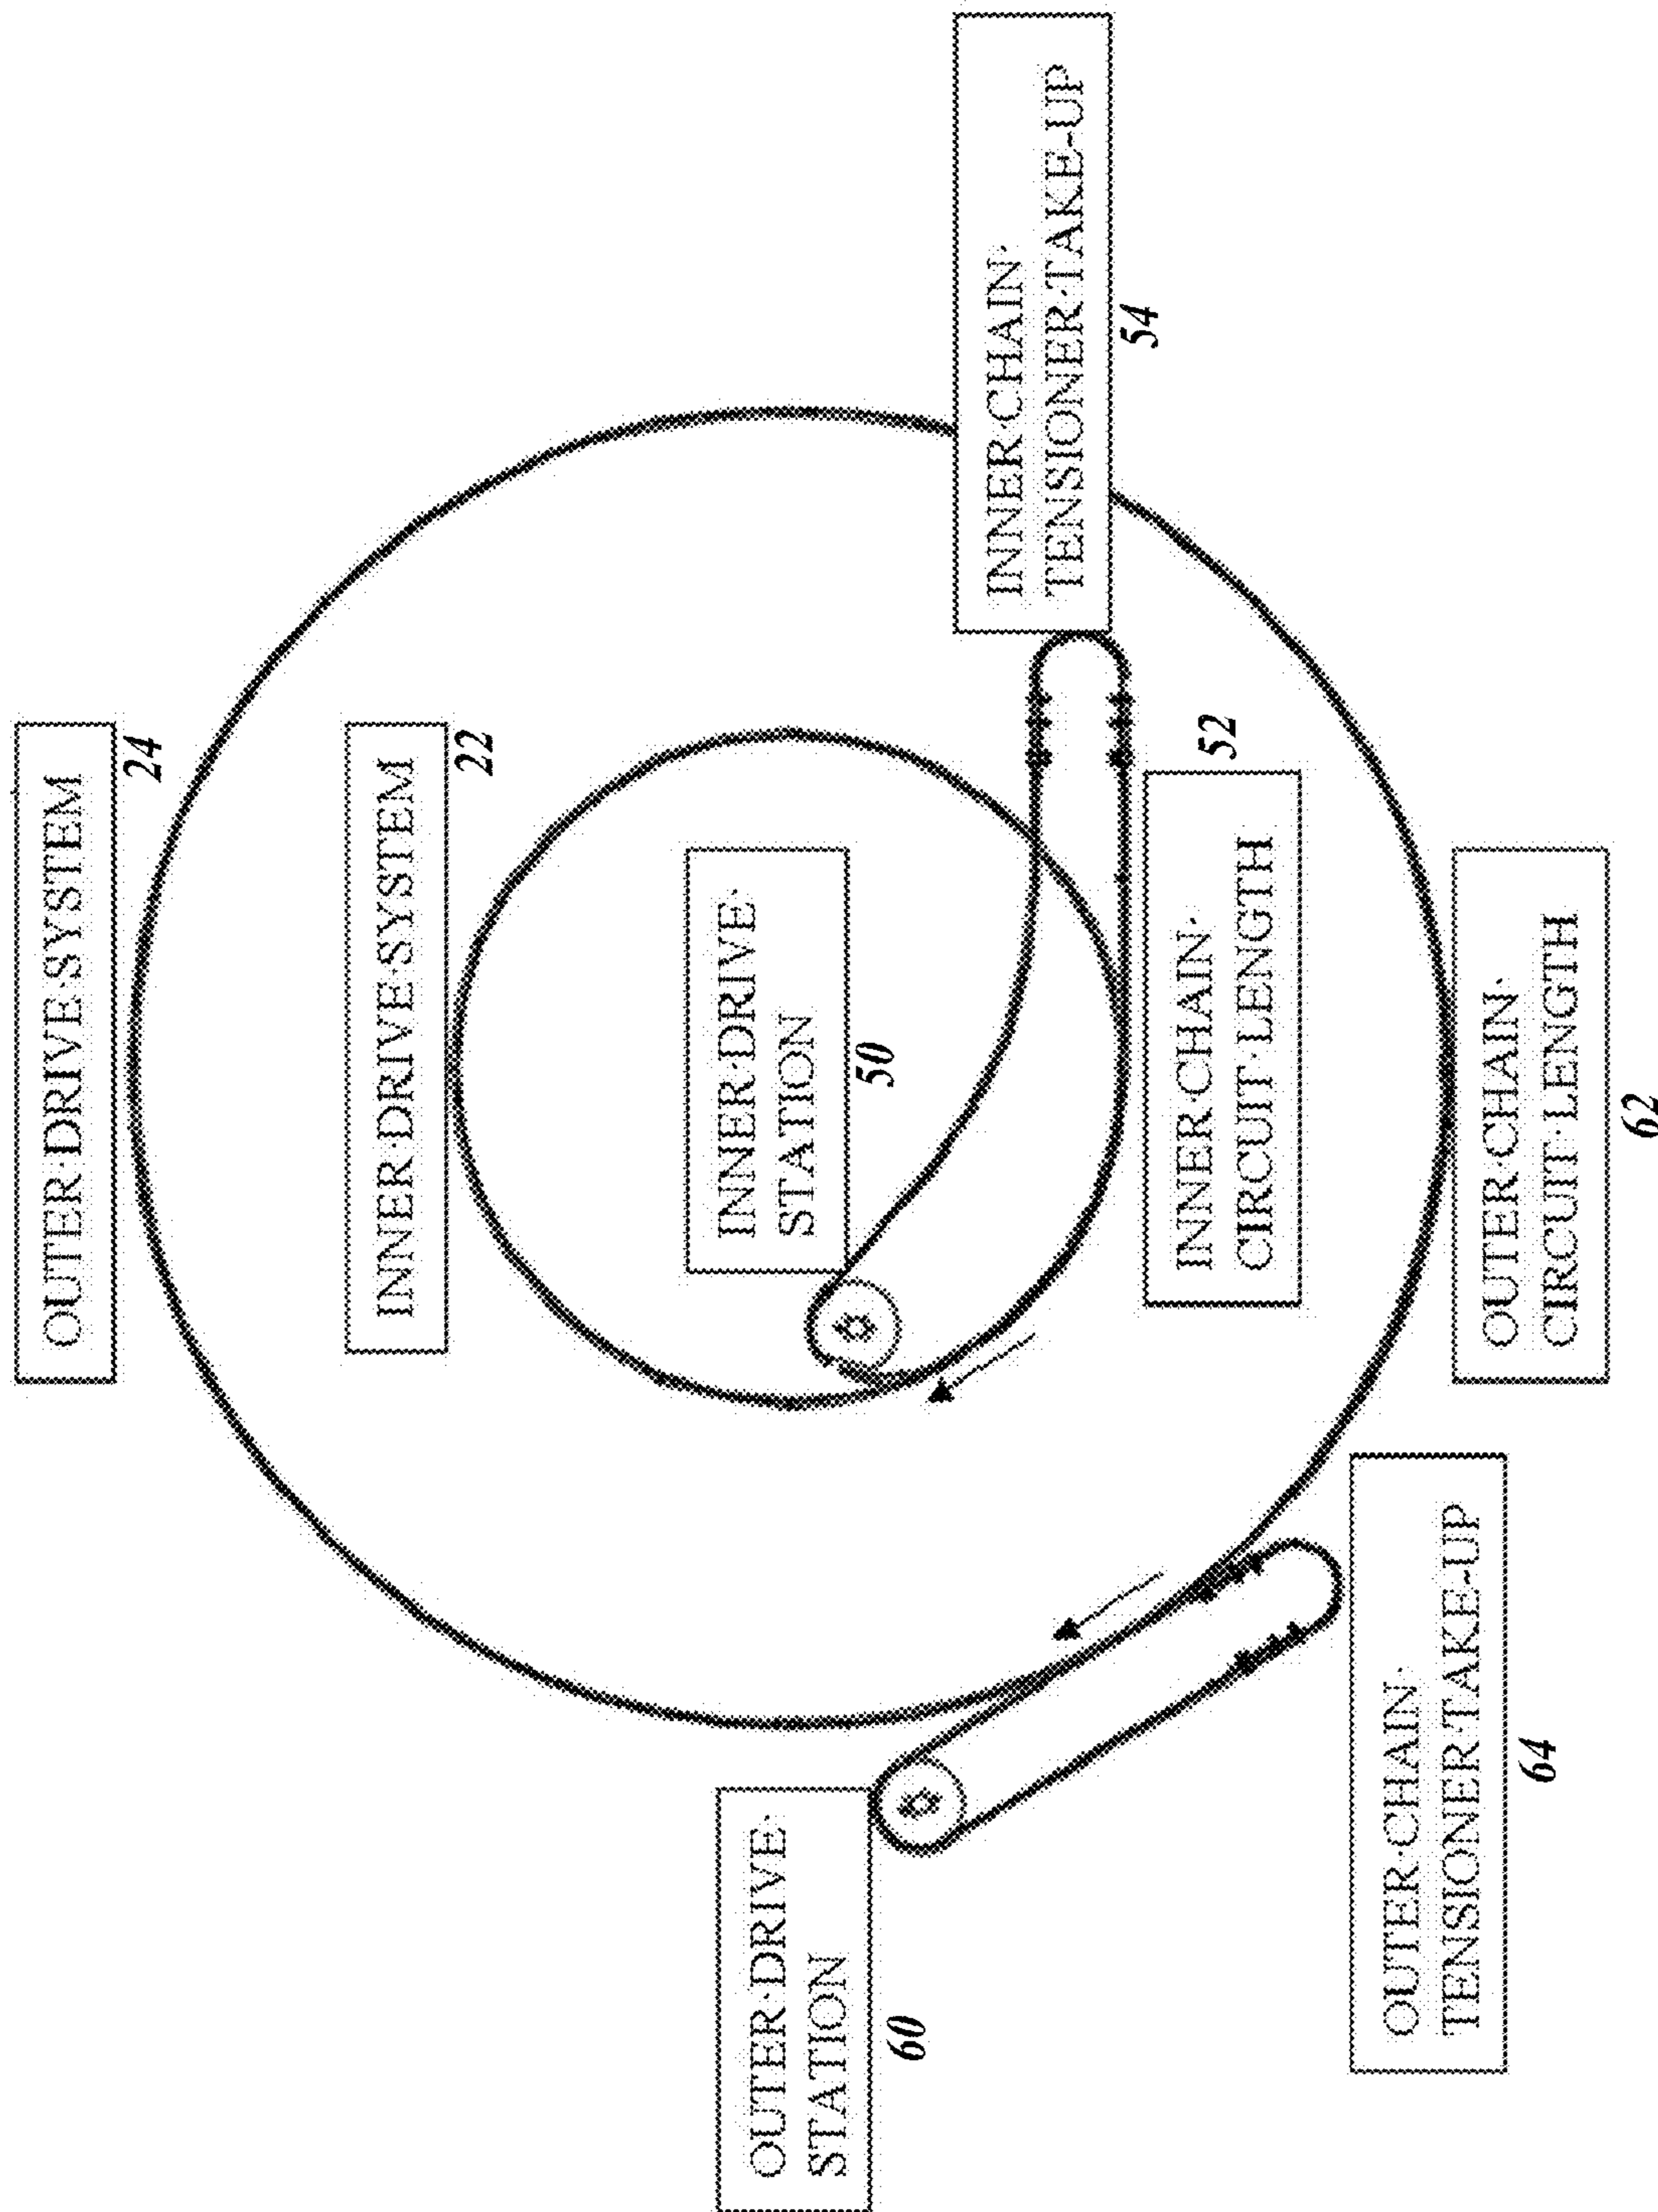 OUTER·DRIVE·SYSTEM
24
INNER·DRIVE·SYSTEM
22
INNER·DRIVE·
STATION
50
INNER·CHAIN·
TENSIONER·TAKE-UP
54
INNER·CHAIN·
CIRCUIT·LENGTH
52
OUTER·DRIVE·
STATION
60
OUTER·CHAIN·
TENSIONER·TAKE-UP
64
OUTER·CHAIN·
CIRCUIT·LENGTH
62